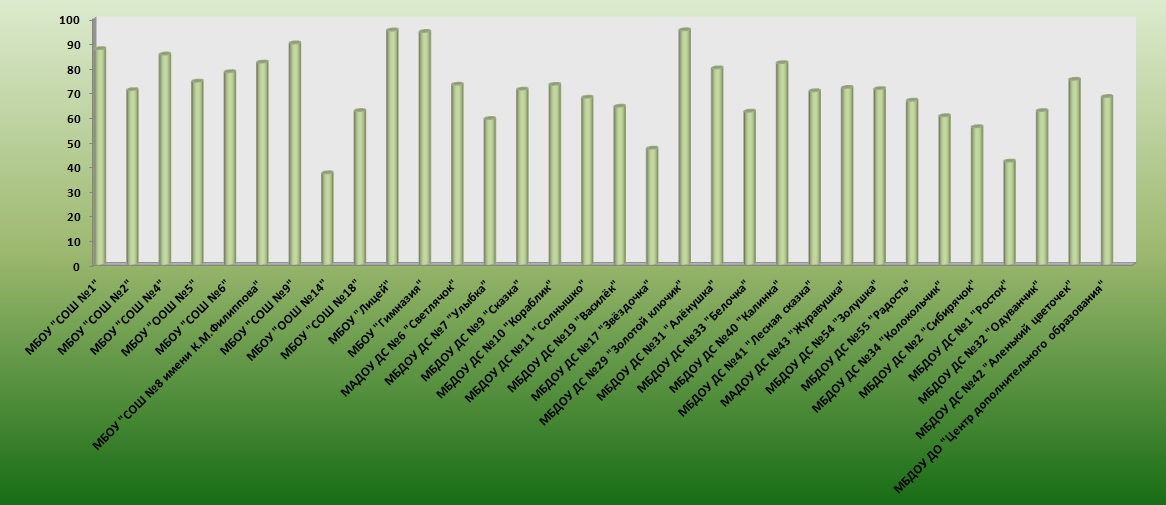 100
90
80
70
60
50
40
30
20
10
0
МБОУ "СОШ №1"
МБОУ "СОШ №2"
МБОУ "СОШ №4"
МБОУ "ООШ №5"
МБОУ "СОШ №6"
МБОУ "СОШ №8 имени К.М.Филиппова"
МБОУ "СОШ №9"
МБОУ "ООШ №14"
МБОУ "СОШ №18"
МБОУ "Лицей"
МБОУ "Гимназия"
МАДОУ ДС №6 "Светлячок"
МБДОУ ДС №7 "Улыбка"
МБДОУ ДС №9 "Сказка"
МБДОУ ДС №10 "Кораблик"
МБДОУ ДС №11 "Солнышко"
МБДОУ ДС №19 "Василёк"
МБДОУ ДС №17 "Звёздочка"
МБДОУ ДС №29 "Золотой ключик"
МБДОУ ДС №31 "Алёнушка"
МБДОУ ДС №33 "Белочка"
МБДОУ ДС №40 "Калинка"
МБДОУ ДС №41 "Лесная сказка"
МАДОУ ДС №43 "Журавушка"
МБДОУ ДС №54 "Золушка"
МБДОУ ДС №55 "Радость"
МБДОУ ДС №34 "Колокольчик"
МБДОУ ДС №2 "Сибирячок"
МБДОУ ДС №1 "Росток"
МБДОУ ДС №32 "Одуванчик"
МБДОУ ДС №42 "Аленький цветочек"
МБДОУ ДО "Центр дополнительного образования"